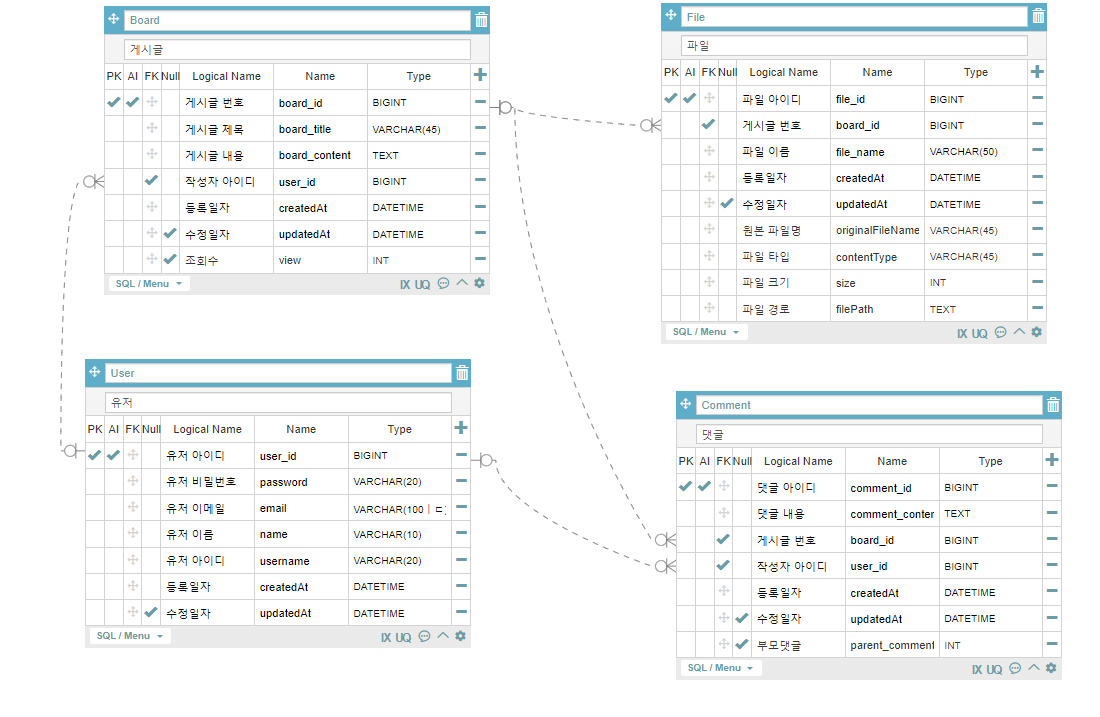 Board
게시글
PK AI FK Null Logical Name Name Type
게시글 번호 board_id BIGINT
게시글 제목 board_title VARCHAR(45)
게시글 내용 board_content TEXT
작성자 아이디 user_id BIGINT
등록일자 createdAt DATETIME
수정일자 updatedAt DATETIME
조회수 view INT
SQL / Menu IX UQ
File
파일
PK AI FK Null Logical Name Name Type
파일 아이디 file_id BIGINT
게시글 번호 board_id BIGINT
파일 이름 file_name VARCHAR(50)
등록일자 createdAt DATETIME
수정일자 updatedAt DATETIME
원본 파일명 originalFileName VARCHAR(45)
파일 타입 contentType VARCHAR(45)
파일 크기 size INT
파일 경로 filePath TEXT
SQL / Menu IX UQ
User
유저
PK AI FK Null Logical Name Name Type
유저 아이디 user_id BIGINT
유저 비밀번호 password VARCHAR(20)
유저 이메일 email VARCHAR(100ㅣㄷ)
유저 이름 name VARCHAR(10)
유저 아이디 username VARCHAR(20)
등록일자 createdAt DATETIME
수정일자 updatedAt DATETIME
SQL / Menu IX UQ
Comment
댓글
PK AI FK Null Logical Name Name Type
댓글 아이디 comment_id BIGINT
댓글 내용 comment_conter TEXT
게시글 번호 board_id BIGINT
작성자 아이디 user_id BIGINT
등록일자 createdAt DATETIME
수정일자 updatedAt DATETIME
부모댓글 parent_comment INT
SQL / Menu IX UQ